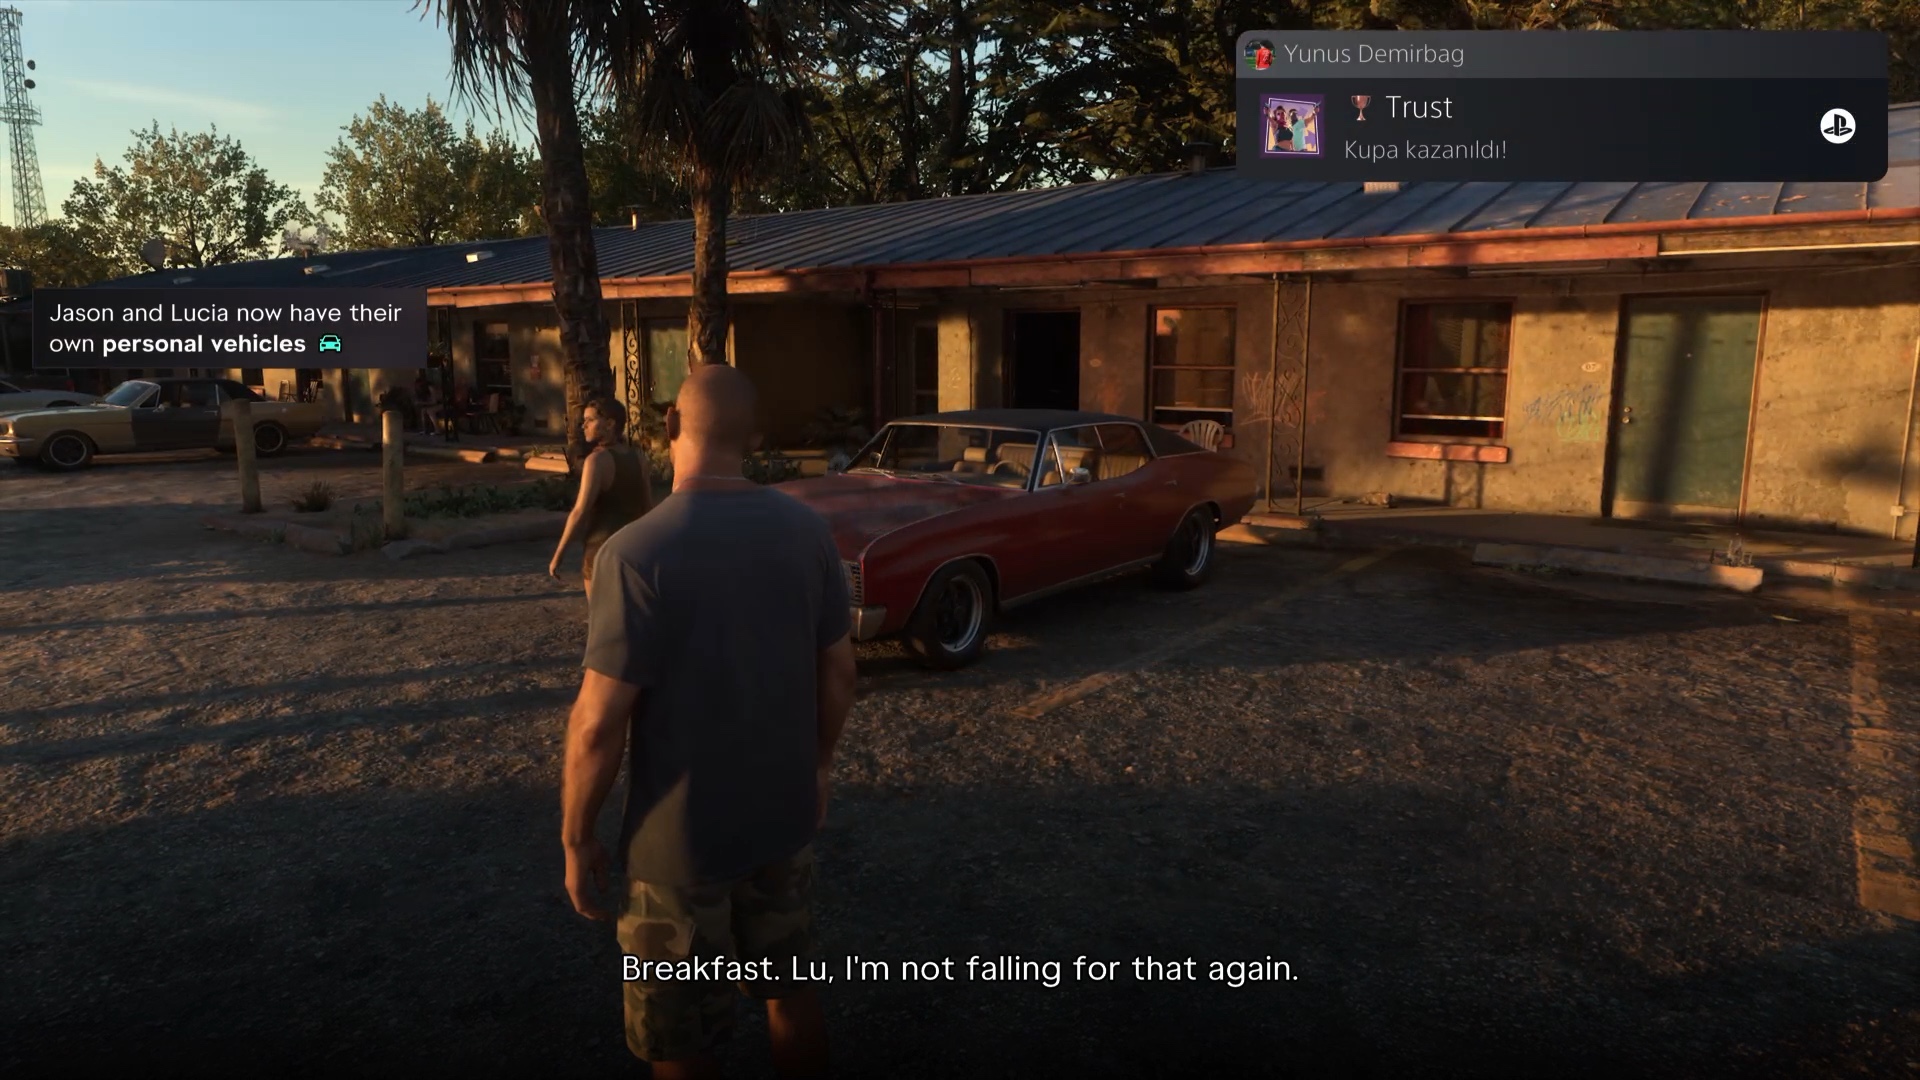 Yunus Demirbag
Trust
Kupa kazanıldı!
Jason and Lucia now have their
own personal vehicles
Breakfast. Lu, I'm not falling for that again.